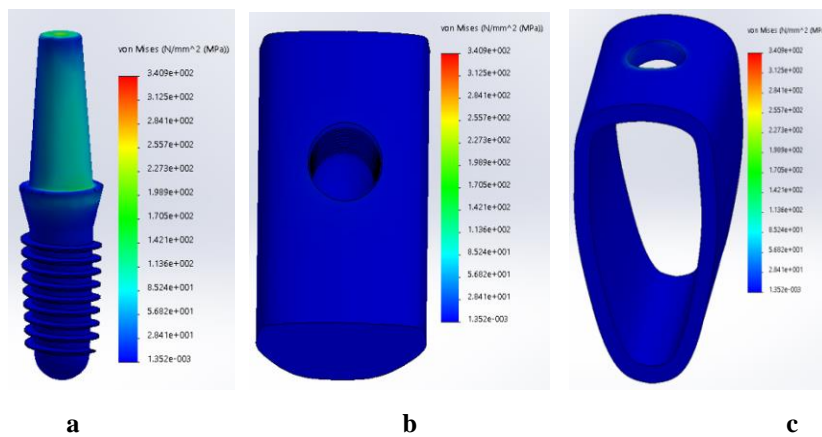 von Mises (N/mm^2 (MPa))
3.409e+002
3.125e+002
2.841e+002
2.557e+002
2.273e+002
1.989e+002
1.705e+002
1.421e+002
1.136e+002
8.524e+001
5.682e+001
2.841e+001
1.352e-003
a
von Mises (N/mm^2 (MPa))
3.409e+002
3.125e+002
2.841e+002
2.557e+002
2.273e+002
1.989e+002
1.705e+002
1.421e+002
1.136e+002
8.524e+001
5.682e+001
2.841e+001
1.352e-003
b
von Mises (N/mm^2 (MPa))
3.409e+002
3.125e+002
2.841e+002
2.557e+002
2.273e+002
1.989e+002
1.705e+002
1.421e+002
1.136e+002
8.524e+001
5.682e+001
2.841e+001
1.352e-003
c